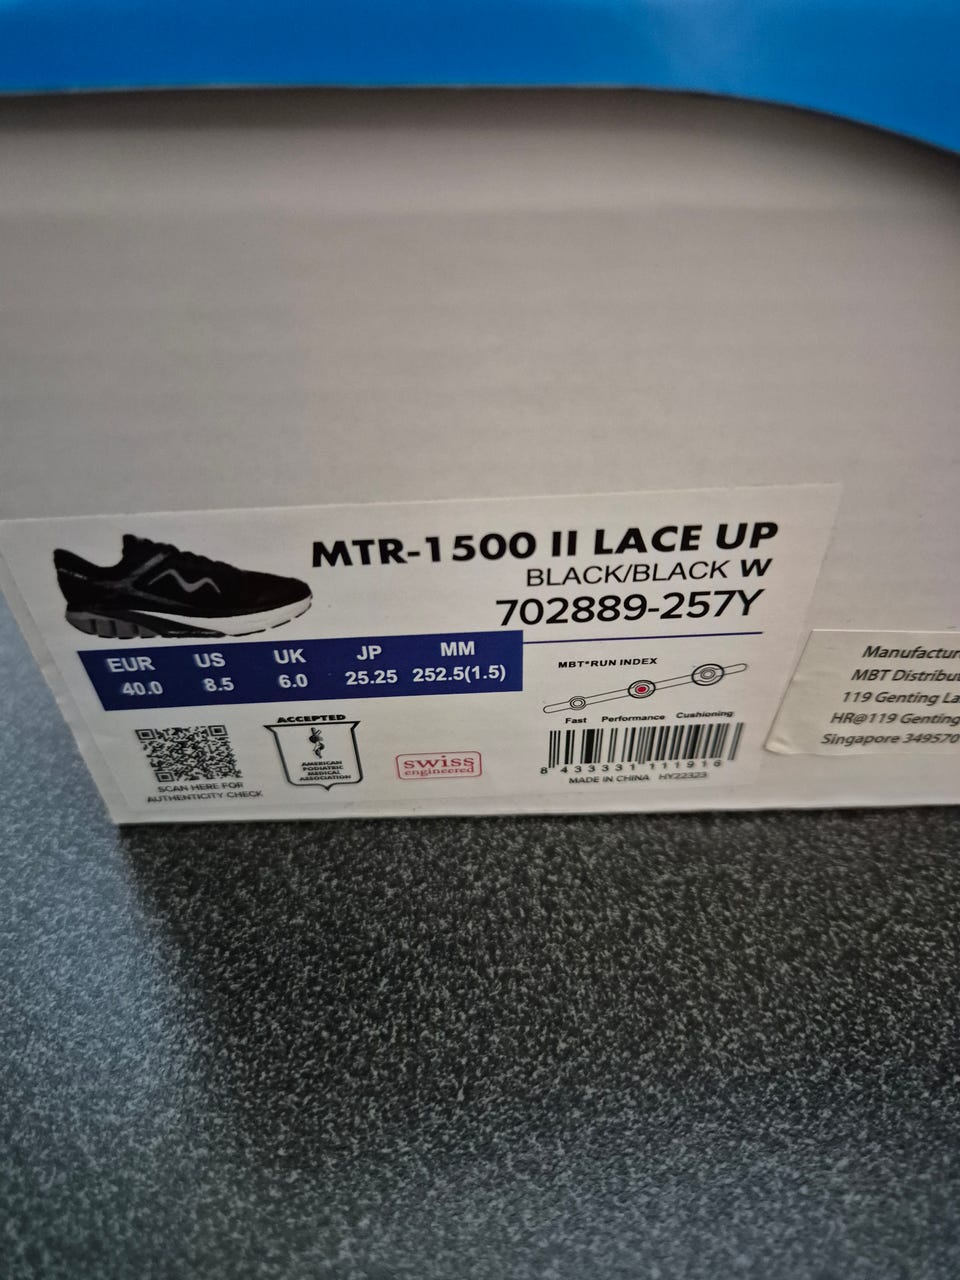 MTR-1500 II LACE UP
BLACK/BLACK W
702889-257Y
EUR US UK JP MM
40.0 8.5 6.0 25.25 252.5(1.5)
MBT*RUN INDEX
Fast Performance Cushioning
SCAN HERE FOR
AUTHENTICITY CHECK
ACCEPTED
AMERICAN
PODIATRIC
MEDICAL
ASSOCIATION
swiss
engineered
8 433331 111916
MADE IN CHINA HY22323
Manufactur
MBT Distribut
119 Genting La
HR@119 Genting
Singapore 349570